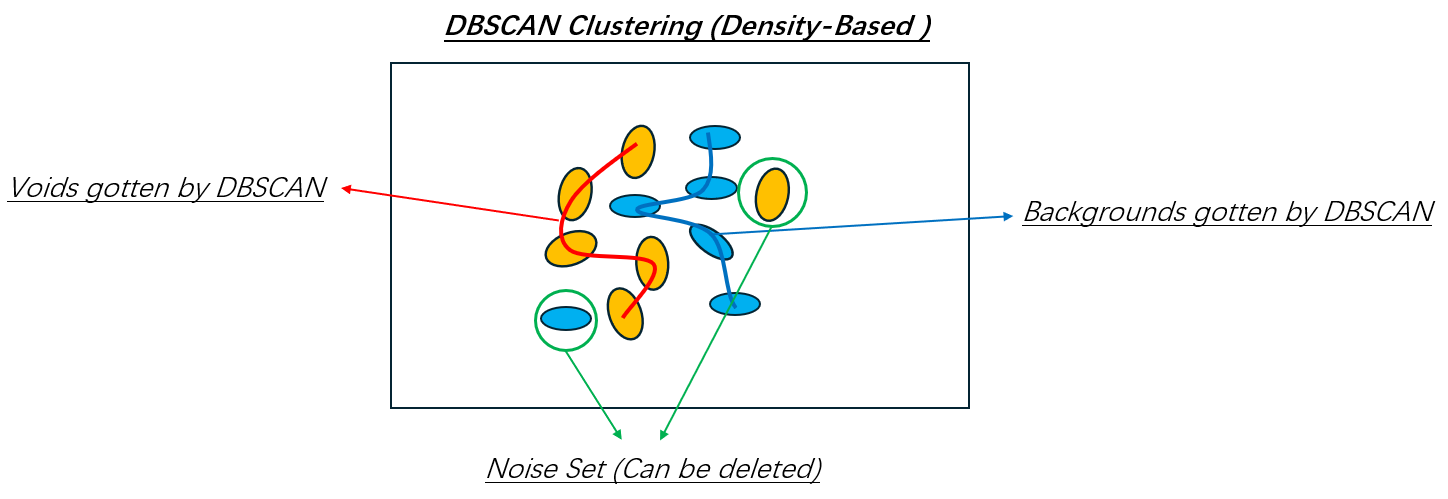 DBSCAN Clustering (Density-Based )
Voids gotten by DBSCAN
Backgrounds gotten by DBSCAN
Noise Set (Can be deleted)